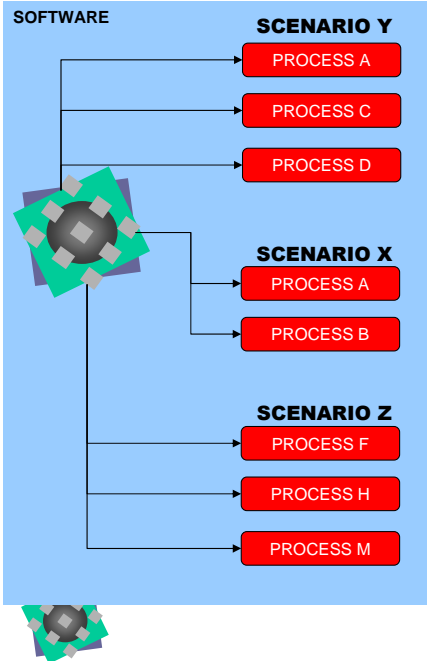 SOFTWARE
SCENARIO Y
PROCESS A
PROCESS C
PROCESS D
SCENARIO X
PROCESS A
PROCESS B
SCENARIO Z
PROCESS F
PROCESS H
PROCESS M